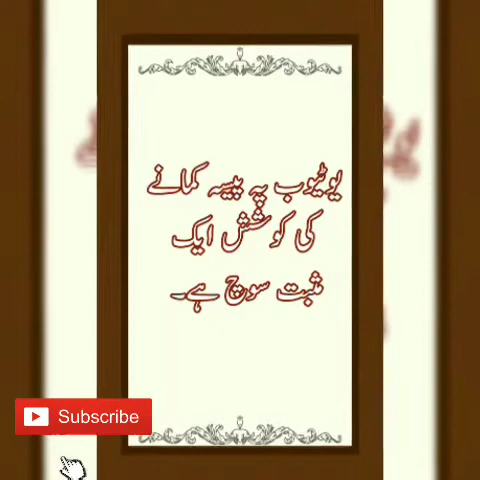 یوٹیوب پہ پیسہ کمانے
کی کوشش ایک
مثبت سوچ ہے۔
Subscribe